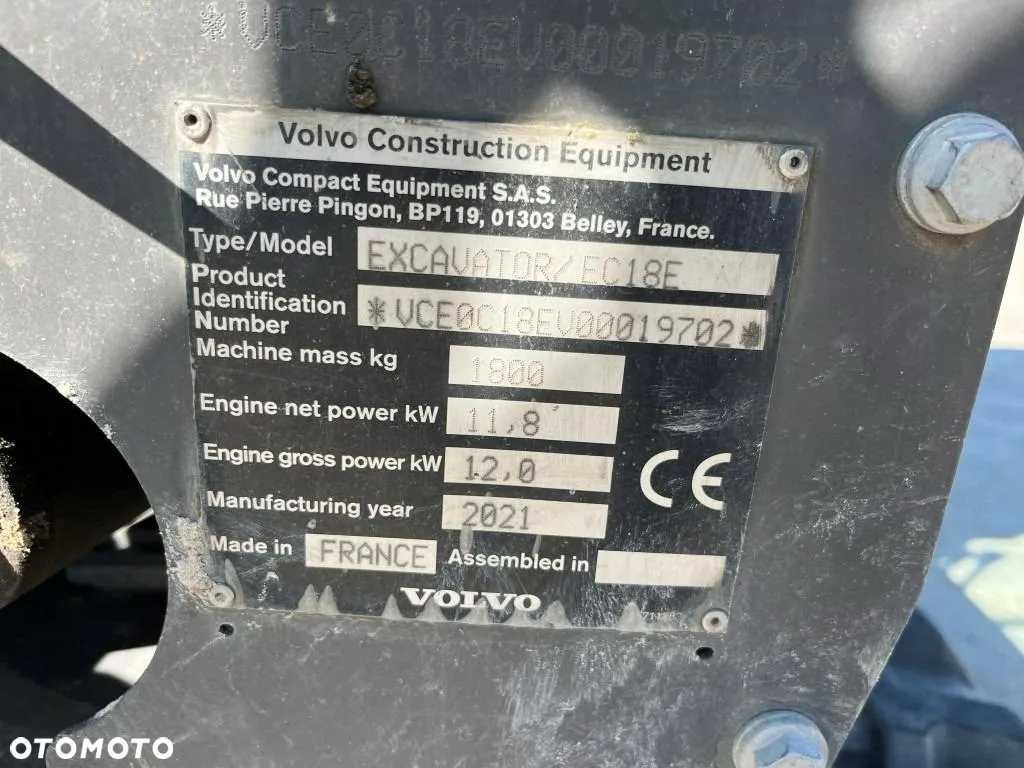 *VCE0C18EV00019702*
Volvo Construction Equipment
Volvo Compact Equipment S.A.S.
Rue Pierre Pingon, BP119, 01303 Belley, France.
Type/Model EXCAVATOR/EC18E
Product
Identification
Number *VCE0C18EV00019702*
Machine mass kg 1800
Engine net power kW 11,8
Engine gross power kW 12,0
CE
Manufacturing year 2021
Made in FRANCE Assembled in
VOLVO
OTOMOTO